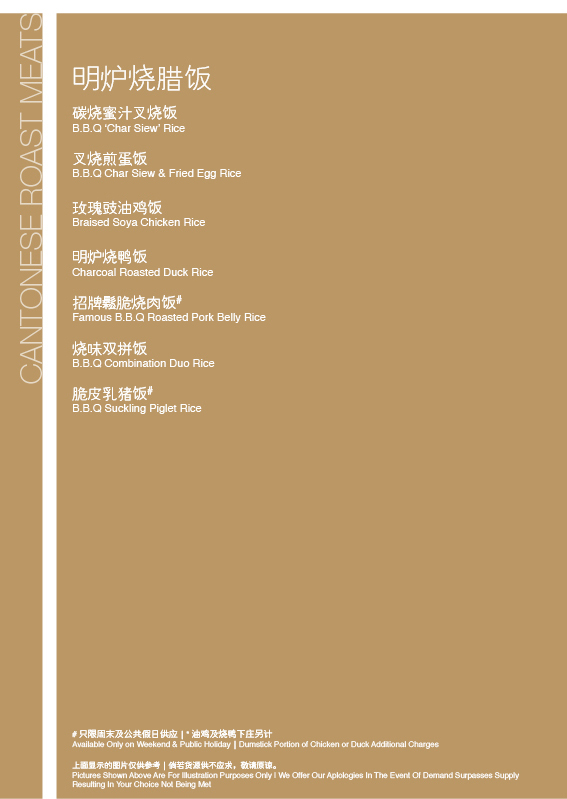 CANTONESE ROAST MEATS
明炉烧腊饭
碳烧蜜汁叉烧饭
B.B.Q ‘Char Siew’ Rice
叉烧煎蛋饭
B.B.Q Char Siew & Fried Egg Rice
玫瑰豉油鸡饭
Braised Soya Chicken Rice
明炉烧鸭饭
Charcoal Roasted Duck Rice
招牌鬆脆烧肉饭#
Famous B.B.Q Roasted Pork Belly Rice
烧味双拼饭
B.B.Q Combination Duo Rice
脆皮乳猪饭#
B.B.Q Suckling Piglet Rice
# 只限周末及公共假日供应 | * 油鸡及烧鸭下庄另计
Available Only on Weekend & Public Holiday | Dumstick Portion of Chicken or Duck Additional Charges
上面显示的图片仅供参考 | 倘若货源供不应求，敬请原谅。
Pictures Shown Above Are For Illustration Purposes Only | We Offer Our Aplologies In The Event Of Demand Surpasses Supply
Resulting In Your Choice Not Being Met